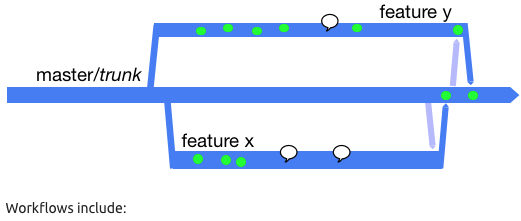 feature y
master/trunk
feature x
Workflows include: